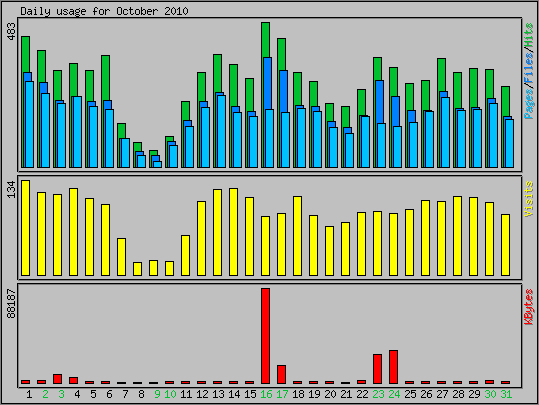 Daily usage for October 2010
483
Pages/Files/Hits
134
Visits
88187
KBytes
1 2 3 4 5 6 7 8 9 10 11 12 13 14 15 16 17 18 19 20 21 22 23 24 25 26 27 28 29 30 31